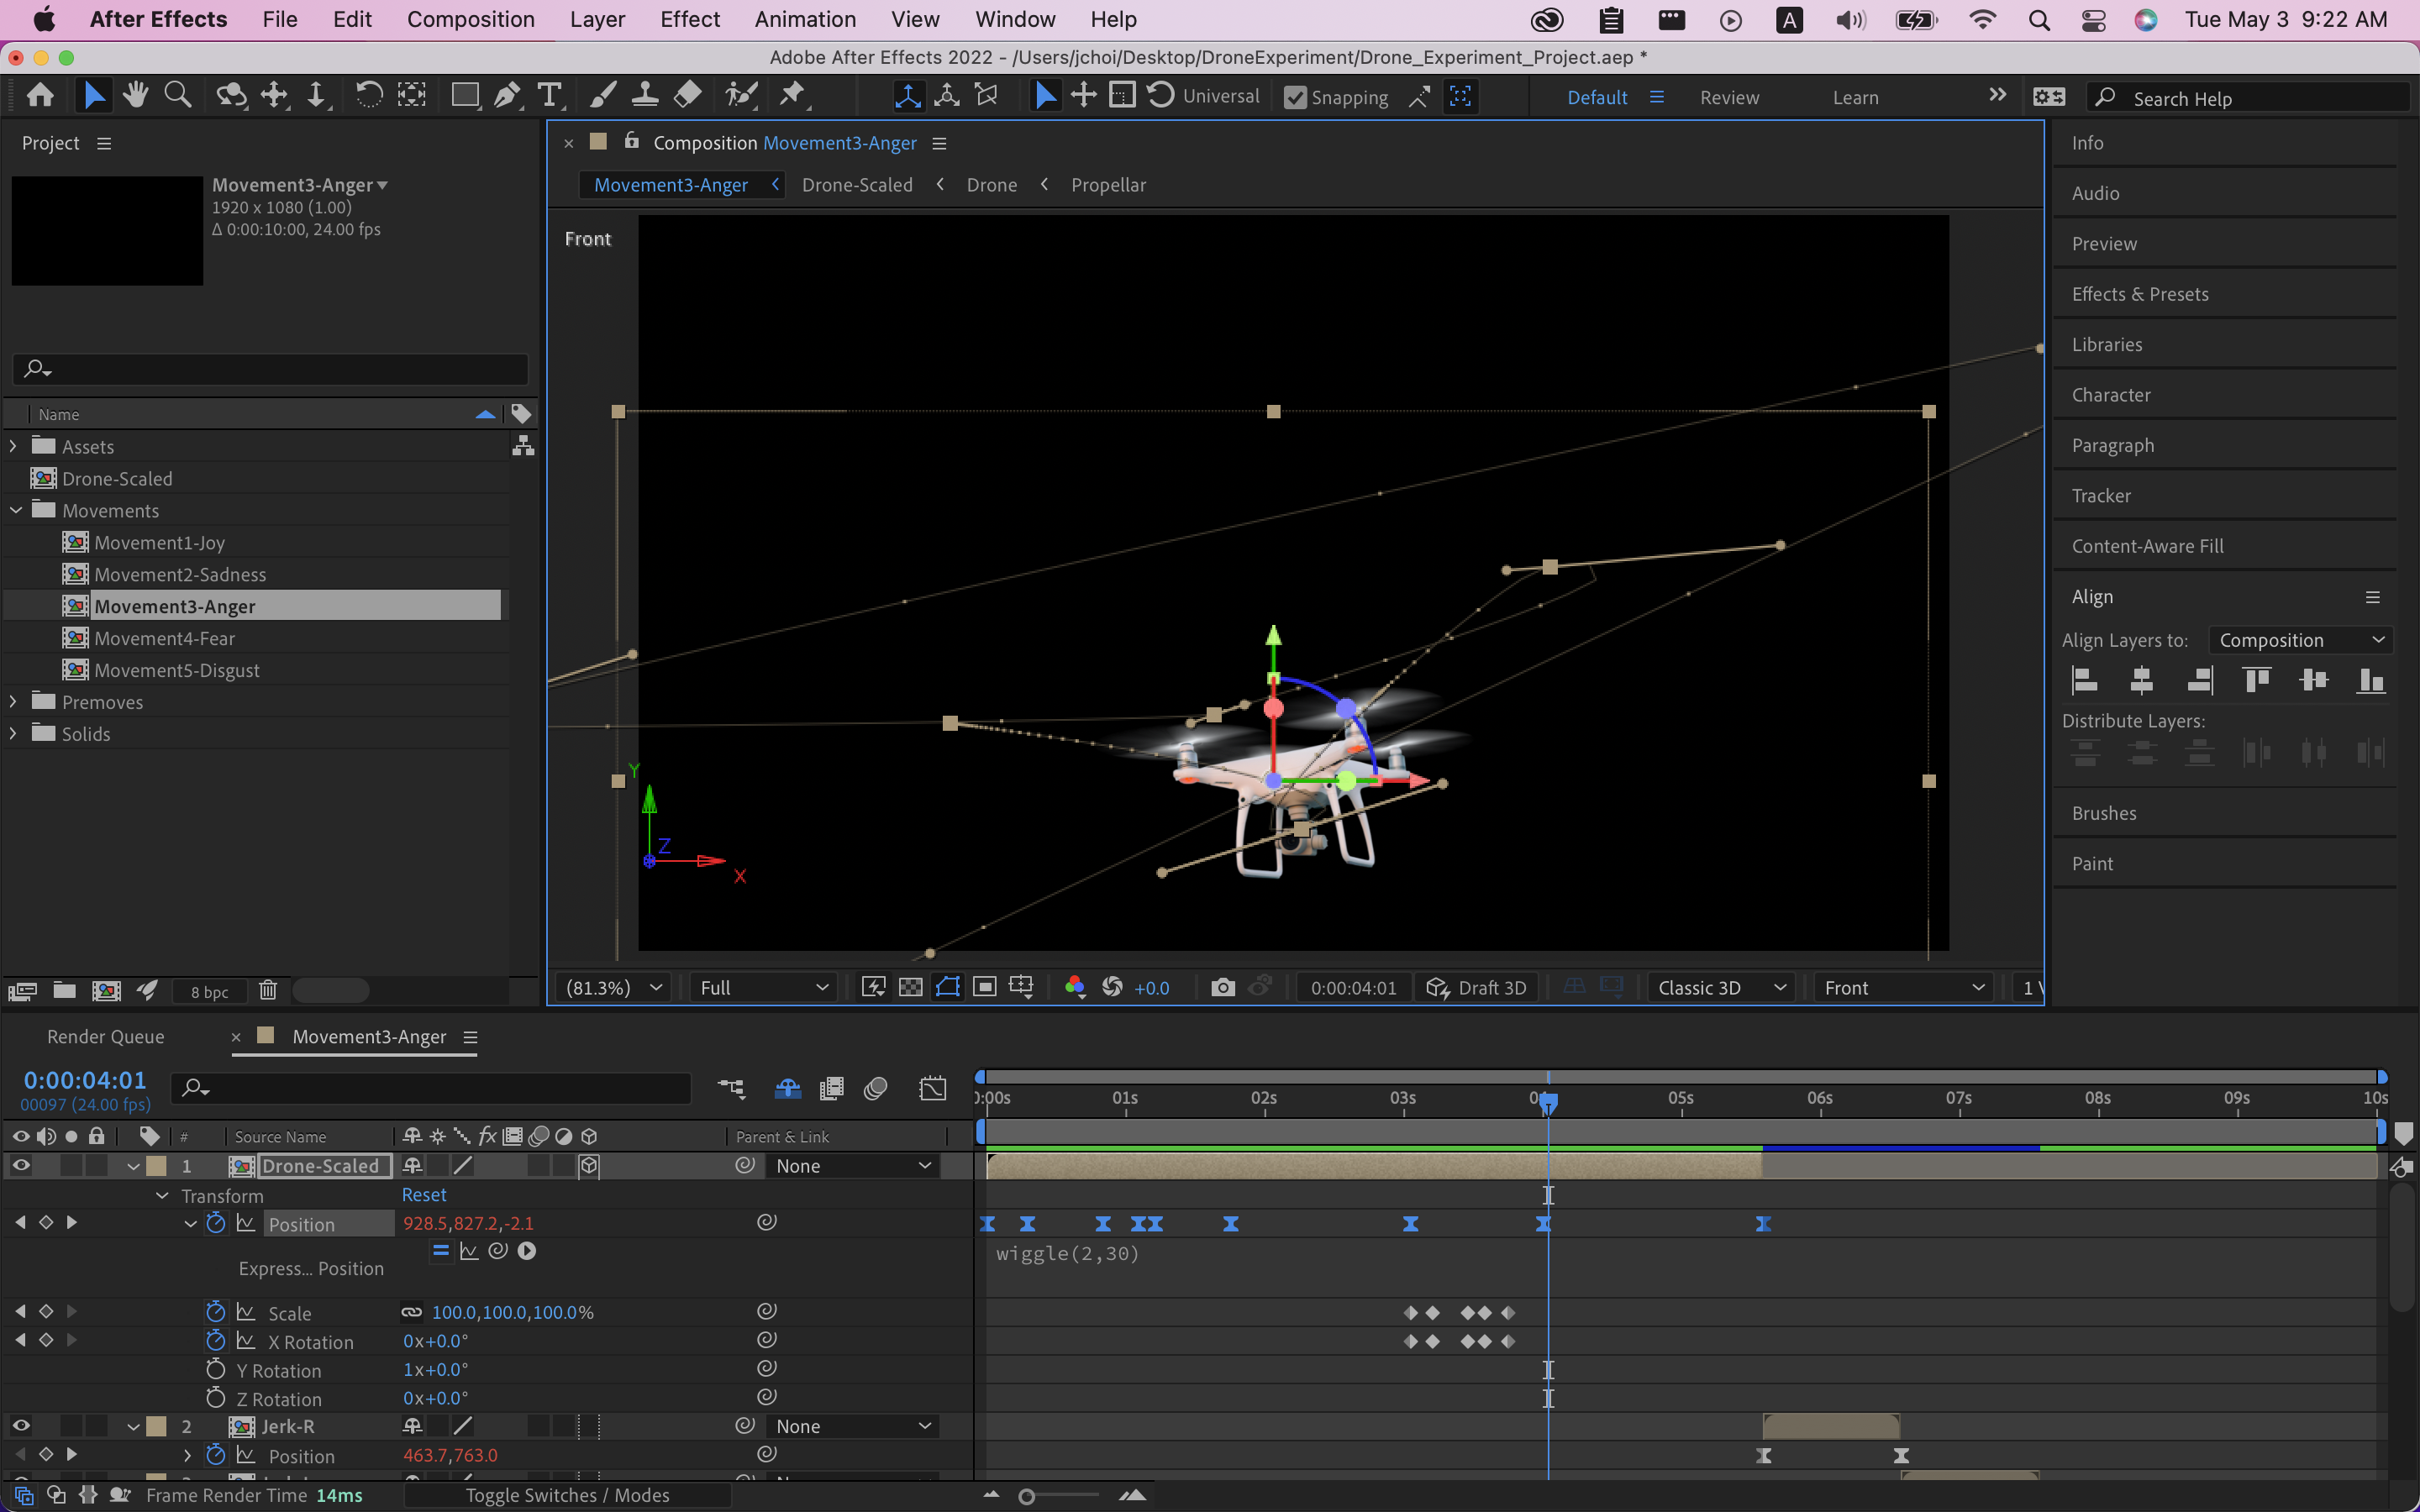 After Effects File Edit Composition Layer Effect Animation View Window Help A Tue May 3 9:22 AM
Adobe After Effects 2022 - /Users/jchoi/Desktop/DroneExperiment/Drone_Experiment_Project.aep *
Universal Snapping Default Review Learn Search Help
Project
Movement3-Anger
1920 x 1080 (1.00)
Δ 0:00:10:00, 24.00 fps
Name
Assets
Drone-Scaled
Movements
Movement1-Joy
Movement2-Sadness
Movement3-Anger
Movement4-Fear
Movement5-Disgust
Premoves
Solids
8 bpc
Composition Movement3-Anger
Movement3-Anger Drone-Scaled Drone Propellar
Front
Y
Z
X
(81.3%) Full +0.0 0:00:04:01 Draft 3D Classic 3D Front 1
Info
Audio
Preview
Effects & Presets
Libraries
Character
Paragraph
Tracker
Content-Aware Fill
Align
Align Layers to: Composition
Distribute Layers:
Brushes
Paint
Render Queue Movement3-Anger
0:00:04:01
00097 (24.00 fps)
0:00s 01s 02s 03s 05s 06s 07s 08s 09s 10s
# Source Name fx Parent & Link
1 Drone-Scaled None
Transform Reset
Position 928.5,827.2,-2.1
wiggle(2,30)
Express... Position
Scale 100.0,100.0,100.0%
X Rotation 0x+0.0°
Y Rotation 1x+0.0°
Z Rotation 0x+0.0°
2 Jerk-R None
Position 463.7,763.0
Frame Render Time 14ms Toggle Switches / Modes